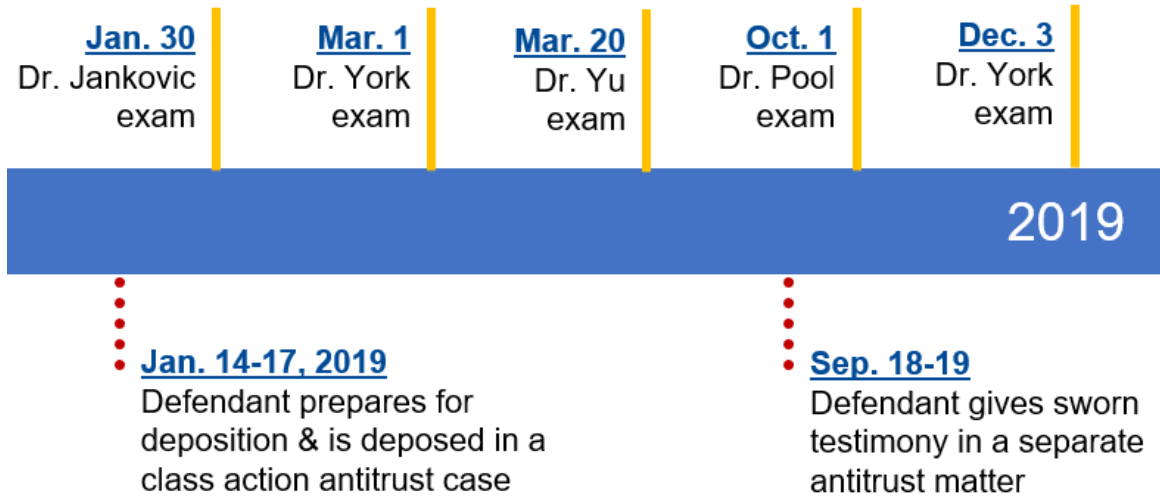 Jan. 30
Dr. Jankovic
exam
Mar. 1
Dr. York
exam
Mar. 20
Dr. Yu
exam
Oct. 1
Dr. Pool
exam
Dec. 3
Dr. York
exam
2019
Jan. 14-17, 2019
Defendant prepares for
deposition & is deposed in a
class action antitrust case
Sep. 18-19
Defendant gives sworn
testimony in a separate
antitrust matter